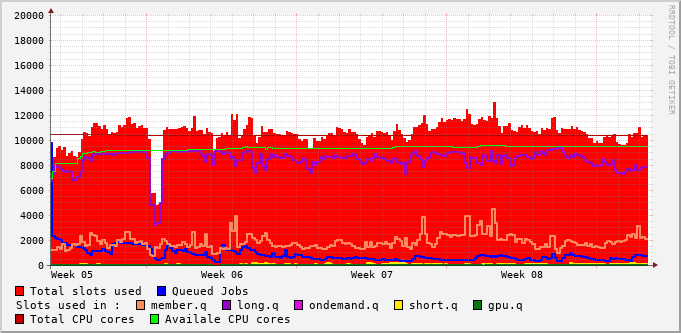 20000
18000
16000
14000
12000
10000
8000
6000
4000
2000
0
Week 05 Week 06 Week 07 Week 08
Total slots used Queued Jobs
Slots used in : member.q long.q ondemand.q short.q gpu.q
Total CPU cores Availale CPU cores
RRDTOOL / TOBI OETIKER